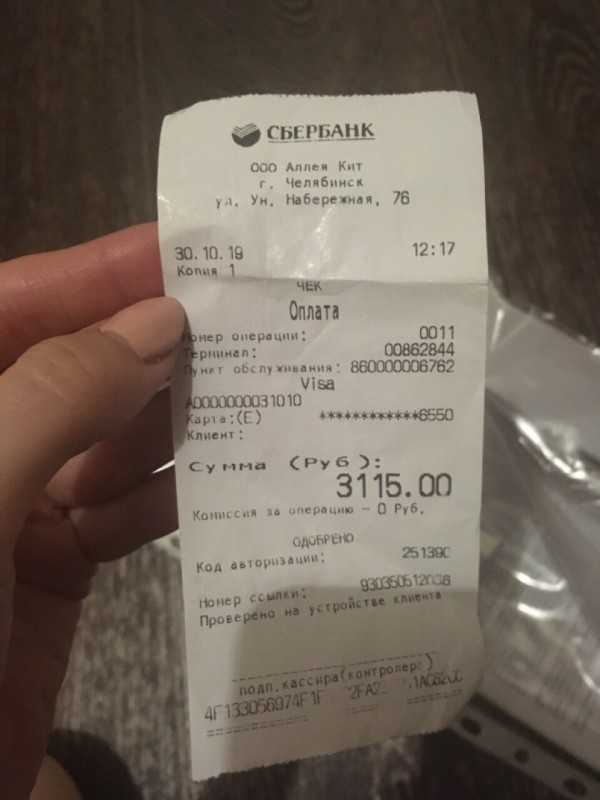 СБЕРБАНК
ООО Аллея Кит
г. Челябинск
ул. Ун. Набережная, 76
30.10.19 12:17
Копия 1
ЧЕК
Оплата
Номер операции: 0011
Терминал: 00862844
Пункт обслуживания: 860000006762
Visa
A0000000031010
Карта:(E) ************6550
Клиент:
Сумма (Руб):
3115.00
Комиссия за операцию - 0 Руб.
ОДОБРЕНО
Код авторизации: 25139C
Номер ссылки: 930350512038
Проверено на устройстве клиента
подп.кассира(контролер)